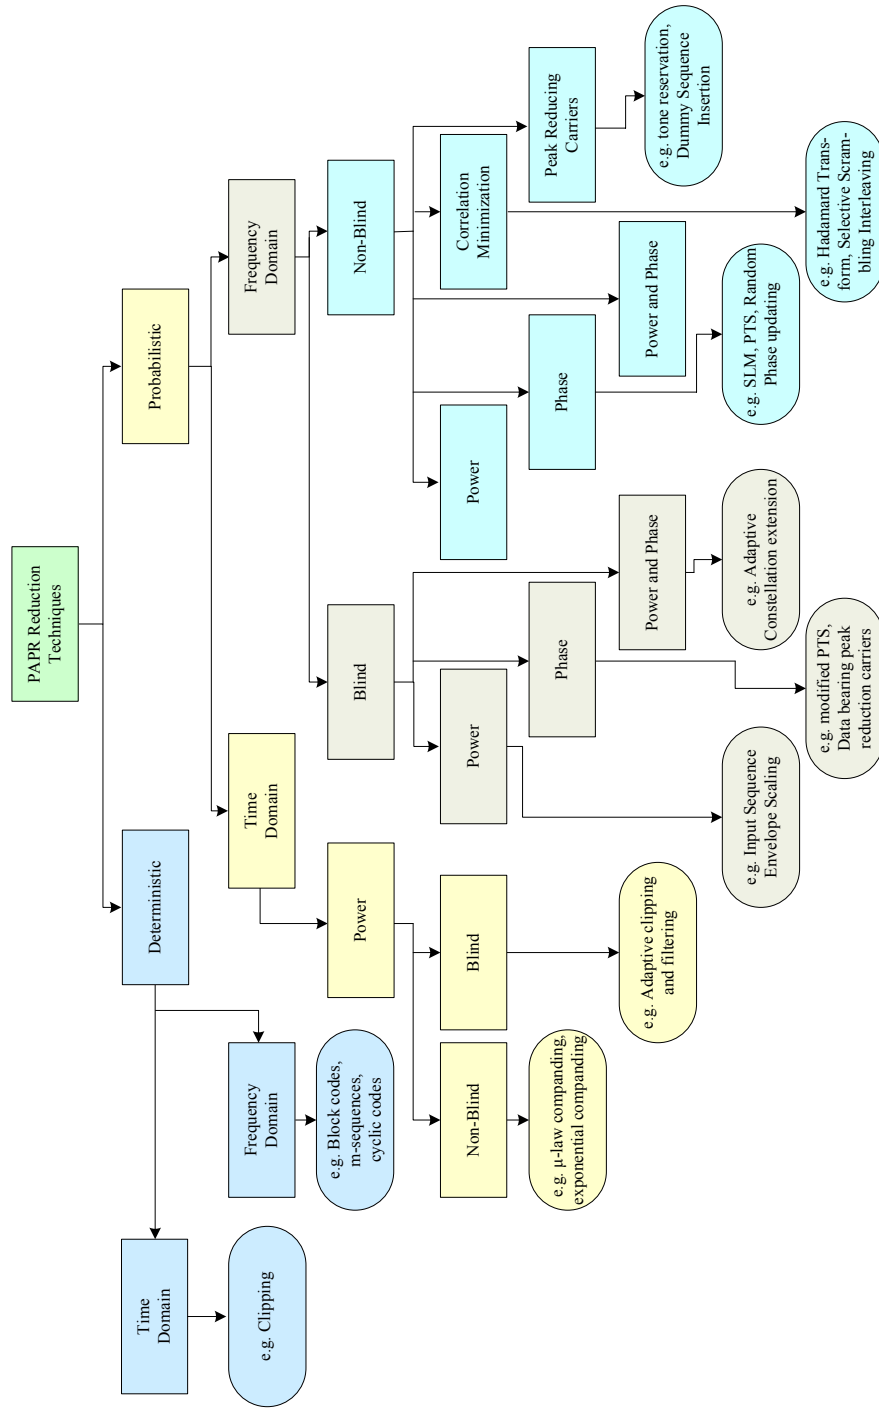 PAPR Reduction
Techniques
Deterministic
Probabilistic
Time
Domain
e.g. Clipping
Frequency
Domain
e.g. Block codes,
m-sequences,
cyclic codes
Time
Domain
Power
Non-Blind
e.g. μ-law companding,
exponential companding
Blind
e.g. Adaptive clipping
and filtering
Frequency
Domain
Blind
Power
e.g. Input Sequence
Envelope Scaling
Phase
e.g. modified PTS,
Data bearing peak
reduction carriers
Power and Phase
e.g. Adaptive
Constellation extension
Non-Blind
Power
Phase
e.g. SLM, PTS, Random
Phase updating
Power and Phase
Correlation
Minimization
e.g. Hadamard Trans-
form, Selective Scram-
bling Interleaving
Peak Reducing
Carriers
e.g. tone reservation,
Dummy Sequence
Insertion